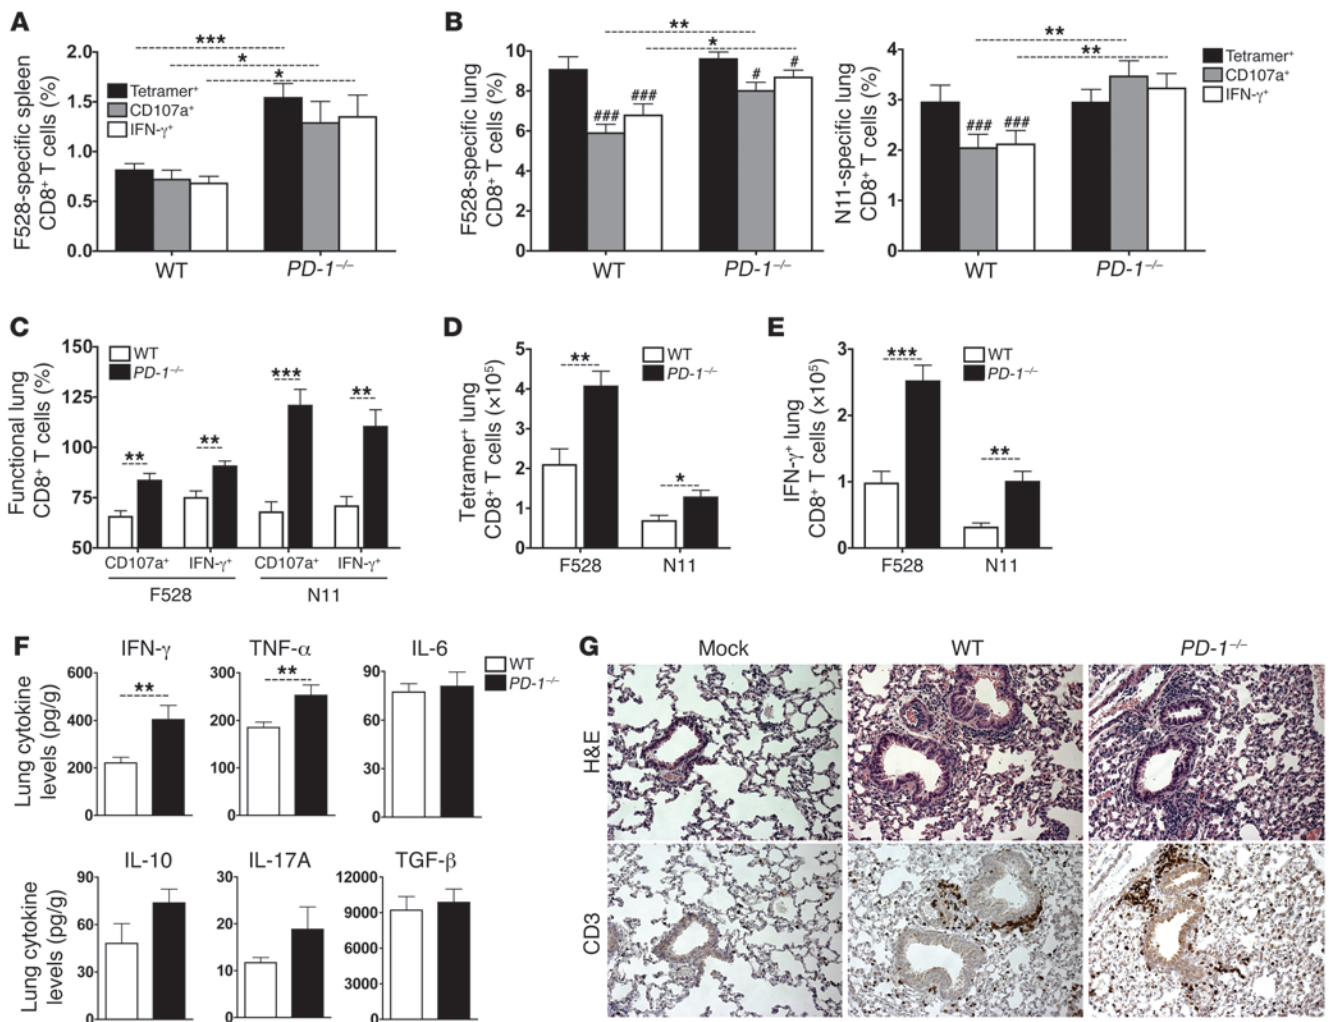 A
F528-specific spleen
CD8⁺ T cells (%)
2.0
1.5
1.0
0.5
0.0
***
*
*
Tetramer⁺
CD107a⁺
IFN-γ⁺
WT
PD-1⁻/⁻
B
F528-specific lung
CD8⁺ T cells (%)
10
8
6
4
2
0
**
*
###
###
#
#
WT
PD-1⁻/⁻
N11-specific lung
CD8⁺ T cells (%)
4
3
2
1
0
**
**
###
###
WT
PD-1⁻/⁻
Tetramer⁺
CD107a⁺
IFN-γ⁺
C
Functional lung
CD8⁺ T cells (%)
150
125
100
75
50
WT
PD-1⁻/⁻
**
**
***
**
CD107a⁺ IFN-γ⁺ CD107a⁺ IFN-γ⁺
F528 N11
D
Tetramer⁺ lung
CD8⁺ T cells (×10⁵)
5
4
3
2
1
0
**
*
WT
PD-1⁻/⁻
F528 N11
E
IFN-γ⁺ lung
CD8⁺ T cells (×10⁵)
3
2
1
0
***
**
WT
PD-1⁻/⁻
F528 N11
F
Lung cytokine
levels (pg/g)
IFN-γ
600
400
200
0
**
TNF-α
300
200
100
0
**
IL-6
90
60
30
0
WT
PD-1⁻/⁻
Lung cytokine
levels (pg/g)
IL-10
90
60
30
0
IL-17A
30
20
10
0
TGF-β
12000
9000
6000
3000
0
G
Mock WT PD-1⁻/⁻
H&E
CD3